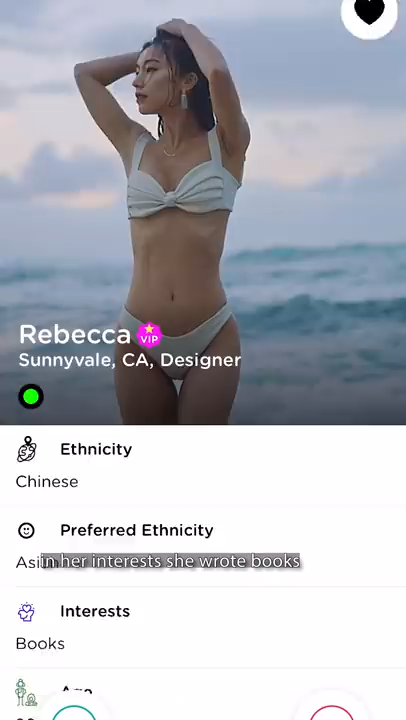 Rebecca VIP
Sunnyvale, CA, Designer
Ethnicity
Chinese
Preferred Ethnicity
in her interests she wrote books
Interests
Books